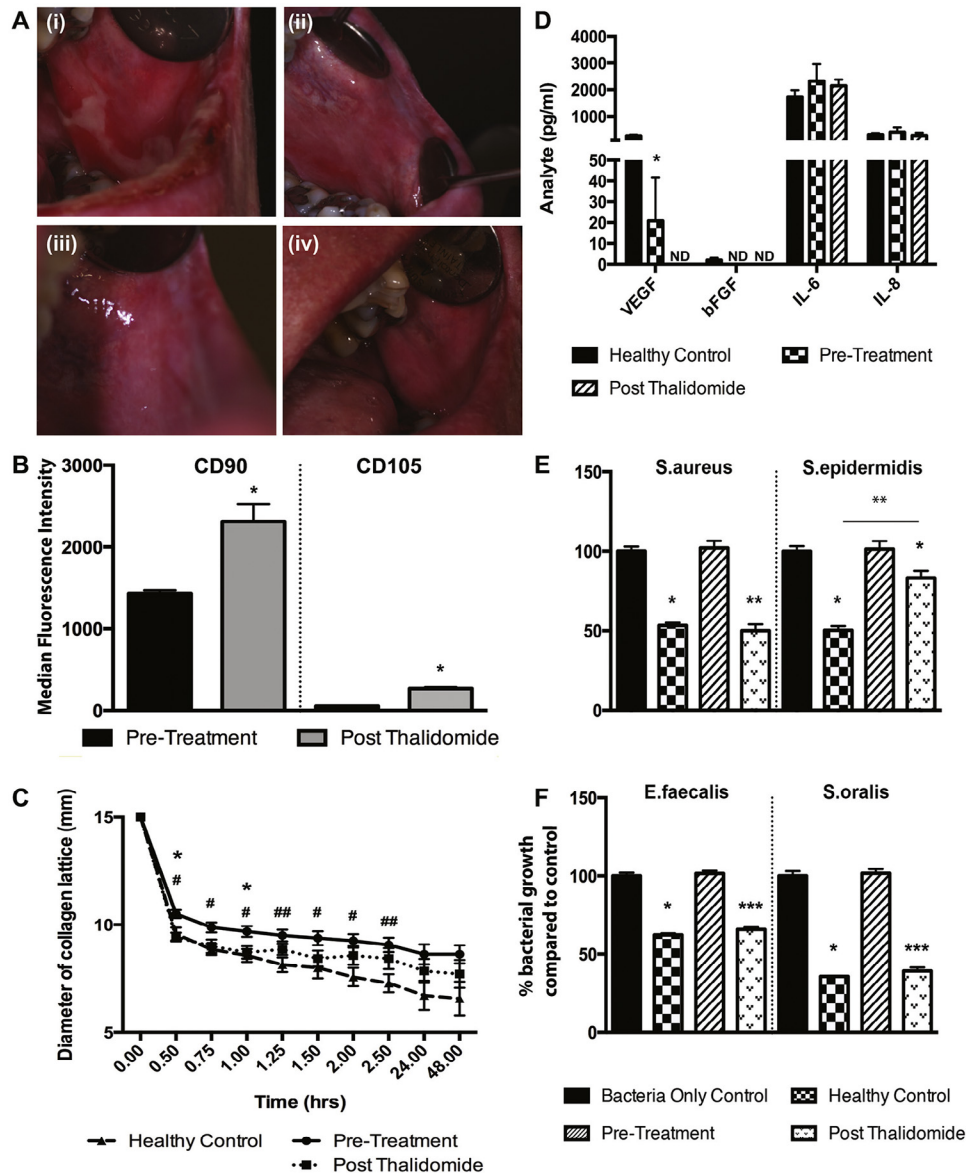 A
(i)
(ii)
(iii)
(iv)
B
CD90
CD105
Median Fluorescence Intensity
3000
2000
1000
0
*
*
Pre-Treatment
Post Thalidomide
C
Diameter of collagen lattice (mm)
15
10
5
*
#
#
*
#
##
#
#
##
0.00
0.50
0.75
1.00
1.25
1.50
2.00
2.50
24.00
48.00
Time (hrs)
Healthy Control
Pre-Treatment
Post Thalidomide
D
Analyte (pg/ml)
4000
3000
2000
1000
50
40
30
20
10
0
*
ND
ND ND
VEGF
bFGF
IL-6
IL-8
Healthy Control
Pre-Treatment
Post Thalidomide
E
S.aureus
S.epidermidis
150
100
50
0
*
**
*
**
*
F
E.faecalis
S.oralis
% bacterial growth
compared to control
150
100
50
0
*
***
*
***
Bacteria Only Control
Healthy Control
Pre-Treatment
Post Thalidomide